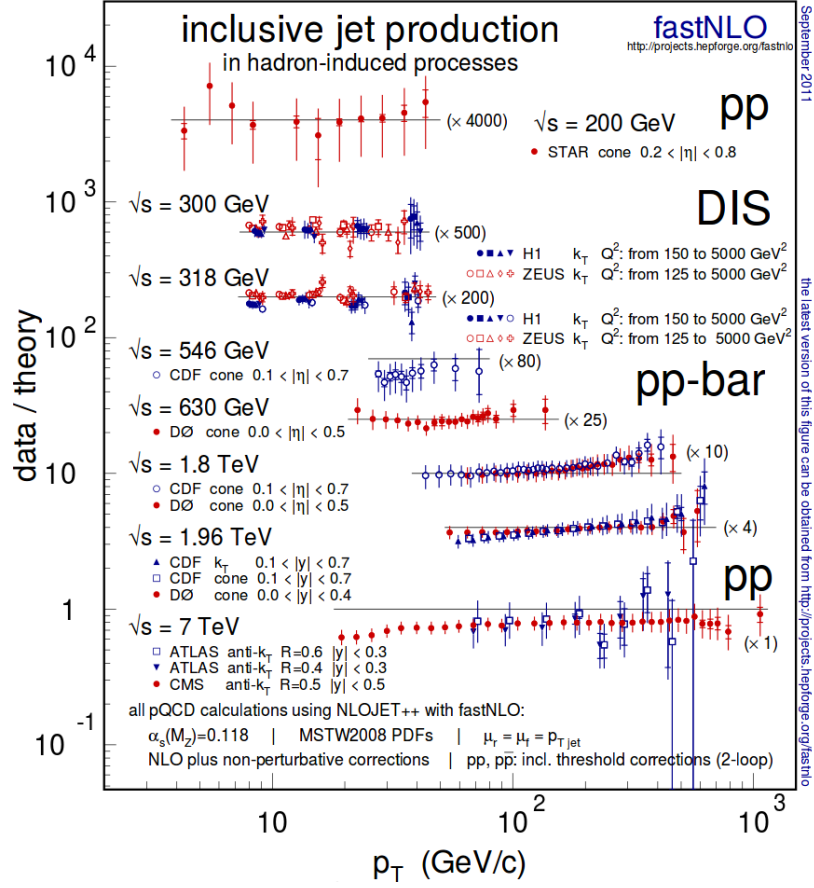 inclusive jet production
in hadron-induced processes
fastNLO
http://projects.hepforge.org/fastnlo
September 2011
the latest version of this figure can be obtained from http://projects.hepforge.org/fastnlo
data / theory
10^4
10^3
10^2
10
1
10^-1
pp
(× 4000)
√s = 200 GeV
STAR cone 0.2 < |η| < 0.8
DIS
√s = 300 GeV
(× 500)
H1 k_T Q²: from 150 to 5000 GeV²
ZEUS k_T Q²: from 125 to 5000 GeV²
√s = 318 GeV
(× 200)
H1 k_T Q²: from 150 to 5000 GeV²
ZEUS k_T Q²: from 125 to 5000 GeV²
pp-bar
√s = 546 GeV
(× 80)
CDF cone 0.1 < |η| < 0.7
√s = 630 GeV
(× 25)
DØ cone 0.0 < |η| < 0.5
√s = 1.8 TeV
(× 10)
CDF cone 0.1 < |η| < 0.7
DØ cone 0.0 < |η| < 0.5
√s = 1.96 TeV
(× 4)
CDF k_T 0.1 < |y| < 0.7
CDF cone 0.1 < |y| < 0.7
DØ cone 0.0 < |y| < 0.4
pp
√s = 7 TeV
(× 1)
ATLAS anti-k_T R=0.6 |y| < 0.3
ATLAS anti-k_T R=0.4 |y| < 0.3
CMS anti-k_T R=0.5 |y| < 0.5
all pQCD calculations using NLOJET++ with fastNLO:
α_s(M_Z)=0.118 | MSTW2008 PDFs | μ_r = μ_f = p_T jet
NLO plus non-perturbative corrections | pp, pp̄: incl. threshold corrections (2-loop)
10
10^2
10^3
p_T (GeV/c)